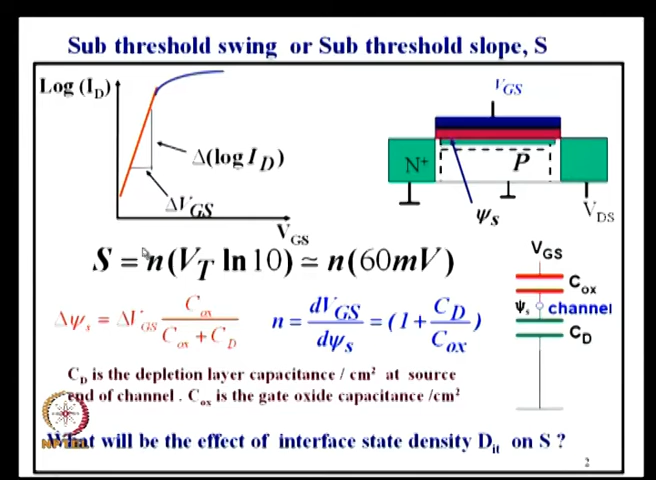 Sub threshold swing or Sub threshold slope, S
Log (I_D)
Δ(log I_D)
ΔV_GS
V_GS
V_GS
N⁺
P
Ψ_s
V_DS
S = n(V_T ln 10) ≃ n(60mV)
Δψ_s = ΔV_GS C_ox / (C_ox + C_D)
n = dV_GS / dψ_s = (1 + C_D / C_ox)
V_GS
C_ox
Ψ_s channel
C_D
C_D is the depletion layer capacitance / cm² at source
end of channel . C_ox is the gate oxide capacitance /cm²
What will be the effect of interface state density D_it on S ?
NPTEL
2